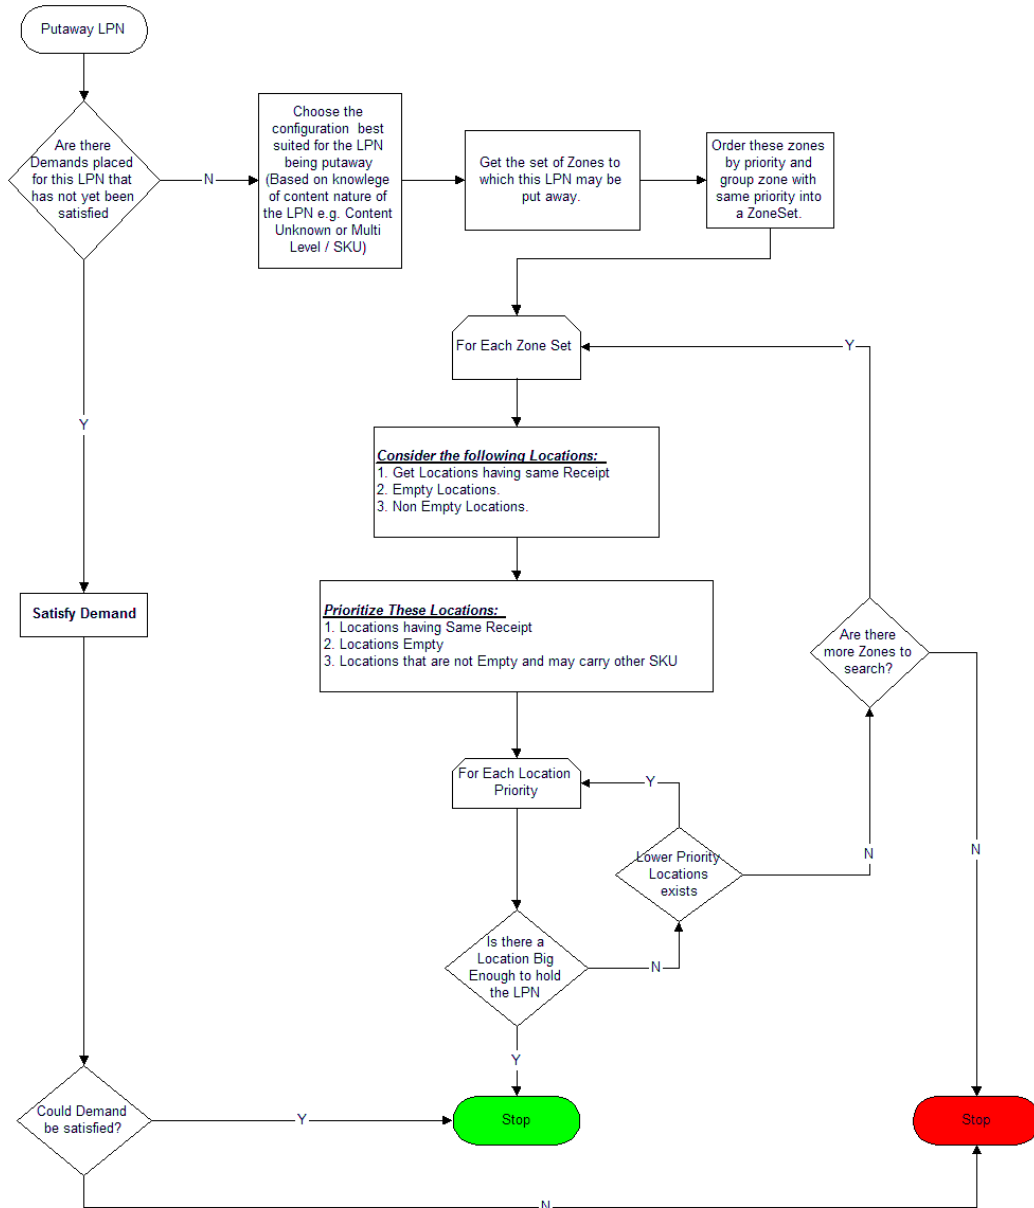 Putaway LPN
Are there
Demands placed
for this LPN that
has not yet been
satisfied
N
Choose the
configuration best
suited for the LPN
being putaway
(Based on knowlege
of content nature of
the LPN e.g. Content
Unknown or Multi
Level / SKU)
Get the set of Zones to
which this LPN may be
put away.
Order these zones
by priority and
group zone with
same priority into
a ZoneSet.
For Each Zone Set
Y
Y
Consider the following Locations:
1. Get Locations having same Receipt
2. Empty Locations.
3. Non Empty Locations.
Satisfy Demand
Prioritize These Locations:
1. Locations having Same Receipt
2. Locations Empty
3. Locations that are not Empty and may carry other SKU
Are there
more Zones to
search?
For Each Location
Priority
Y
Lower Priority
Locations
exists
N
N
Is there a
Location Big
Enough to hold
the LPN
N
Y
Could Demand
be satisfied?
Y
Stop
Stop
N